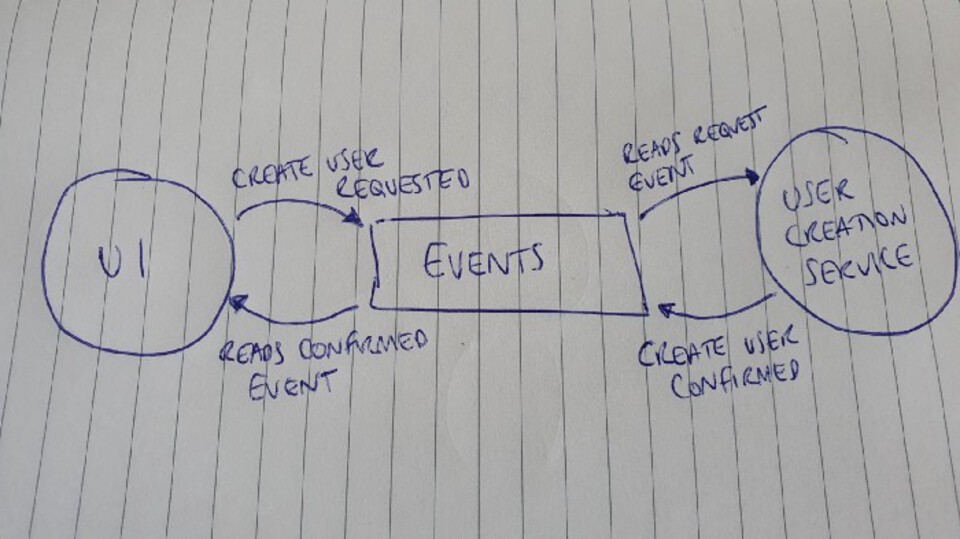 CREATE USER
REQUESTED
READS REQUEST
EVENT
UI
EVENTS
USER
CREATION
SERVICE
READS CONFIRMED
EVENT
CREATE USER
CONFIRMED